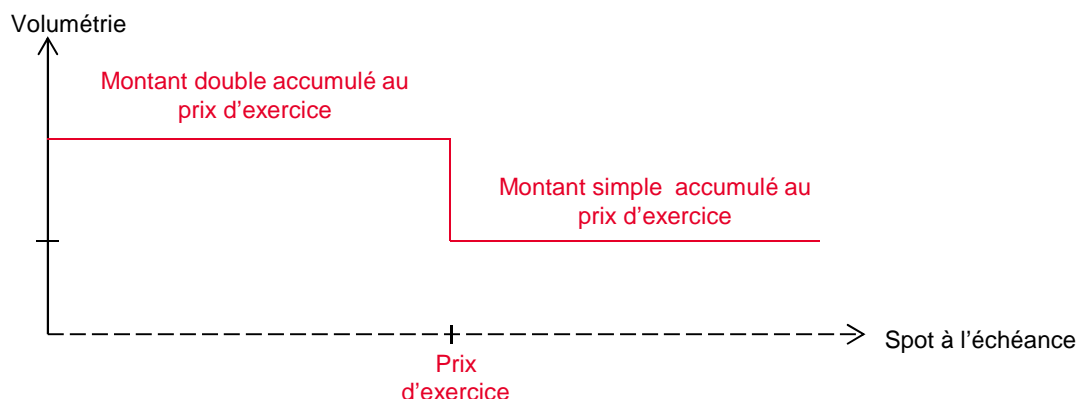 Volumétrie
Montant double accumulé au
prix d’exercice
Montant simple accumulé au
prix d’exercice
Spot à l’échéance
Prix
d’exercice